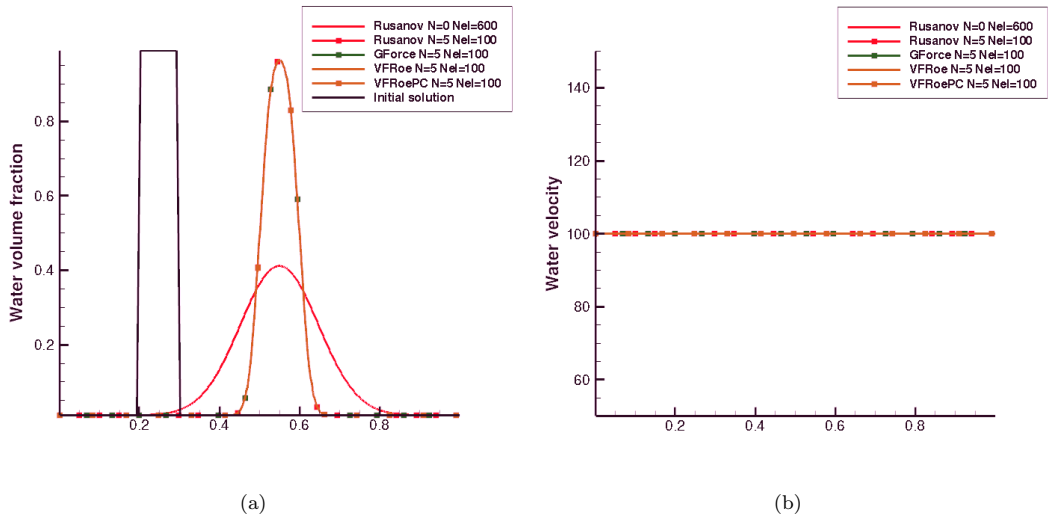 Rusanov N=0 Nel=600
Rusanov N=5 Nel=100
GForce N=5 Nel=100
VFRoe N=5 Nel=100
VFRoePC N=5 Nel=100
Initial solution
Water volume fraction
0.8
0.6
0.4
0.2
0.2 0.4 0.6 0.8
(a)
Rusanov N=0 Nel=600
Rusanov N=5 Nel=100
GForce N=5 Nel=100
VFRoe N=5 Nel=100
VFRoePC N=5 Nel=100
Water velocity
140
120
100
80
60
0.2 0.4 0.6 0.8
(b)